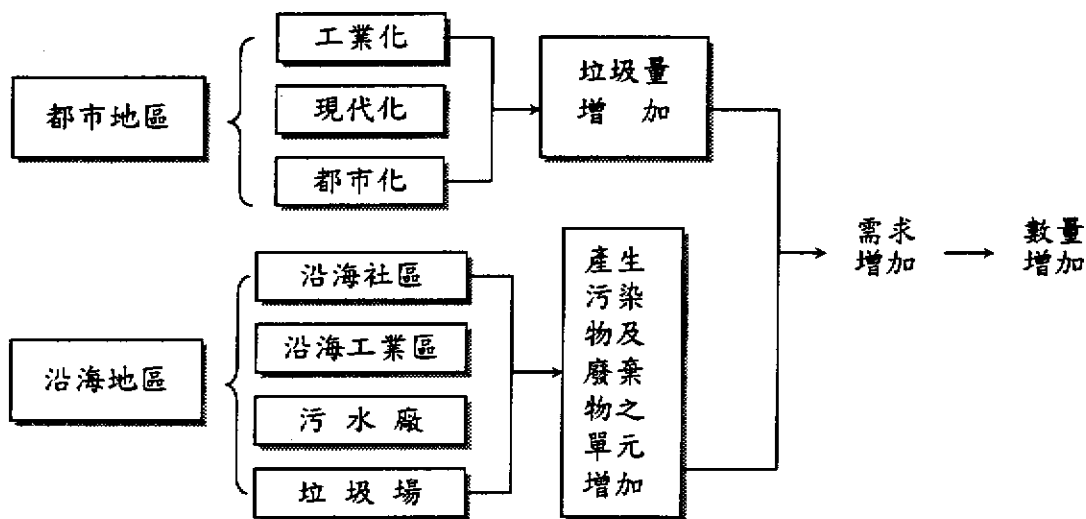 都市地區
工業化
現代化
都市化
垃圾量
增加
沿海地區
沿海社區
沿海工業區
污水廠
垃圾場
產生
污染
物及
廢棄
物之
單元
增加
需求
增加
數量
增加